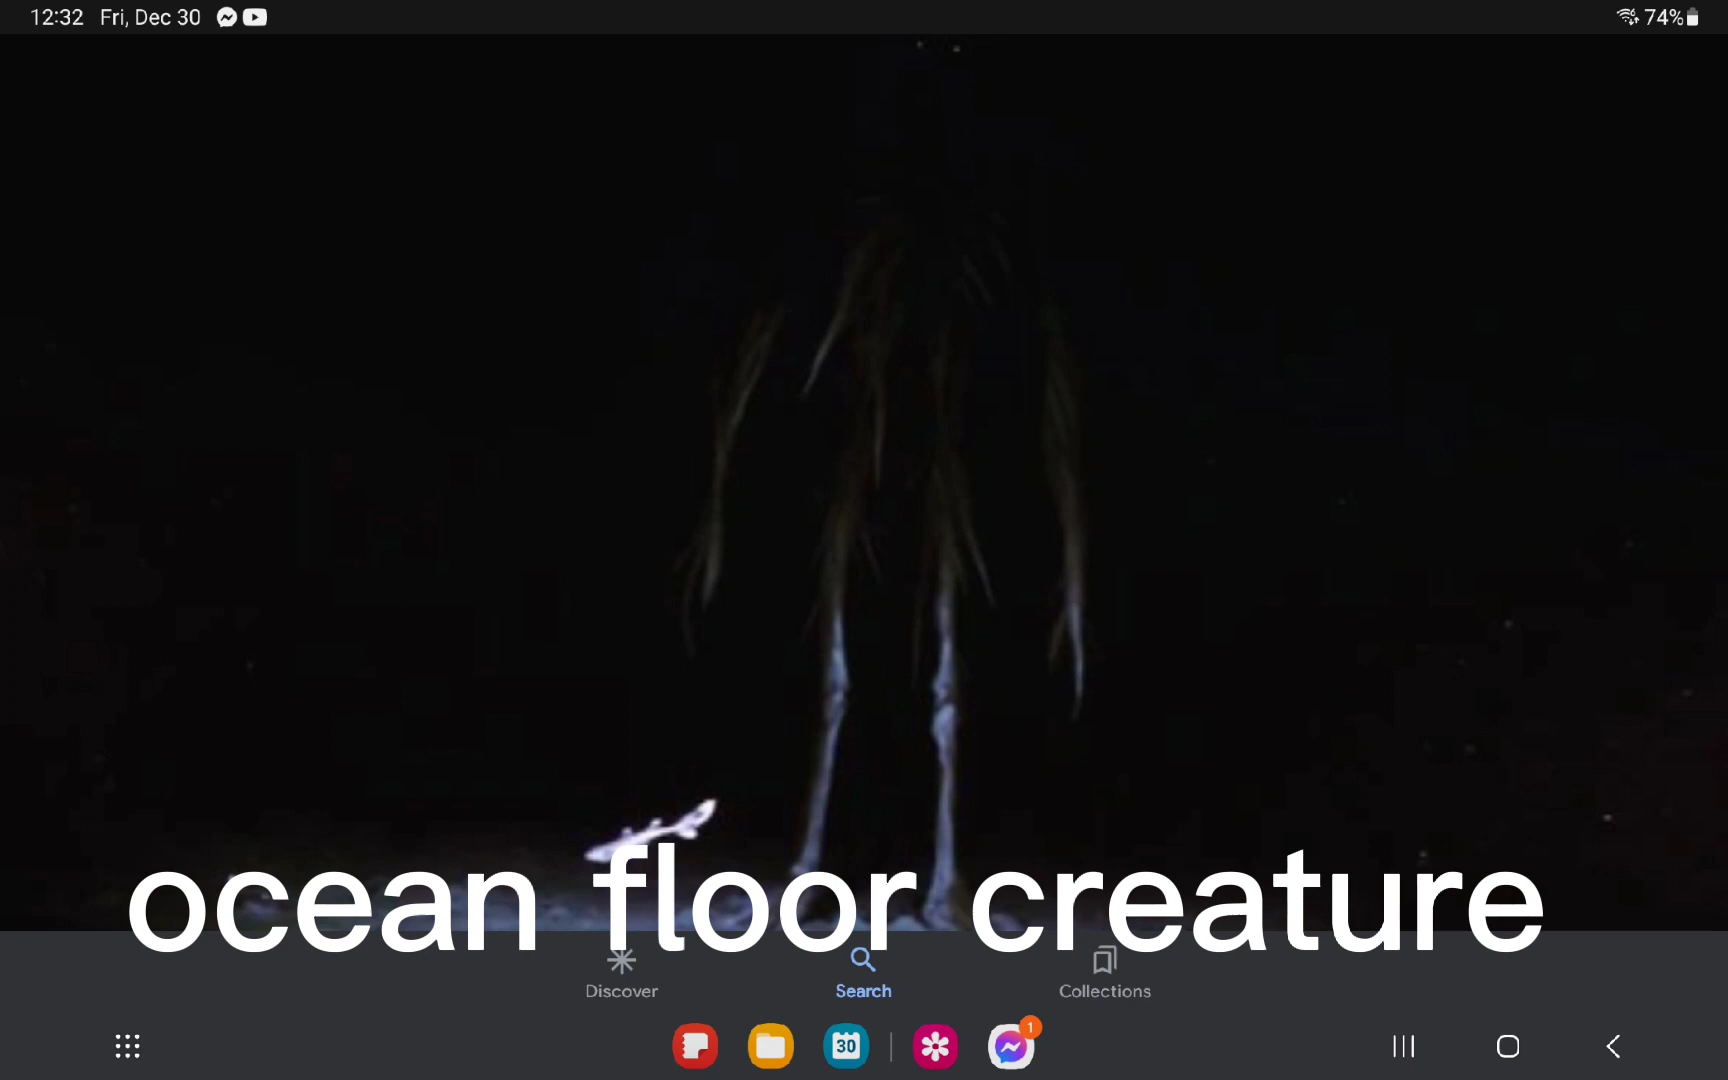 12:32 Fri, Dec 30
74%
ocean floor creature
Discover
Search
Collections
30
1